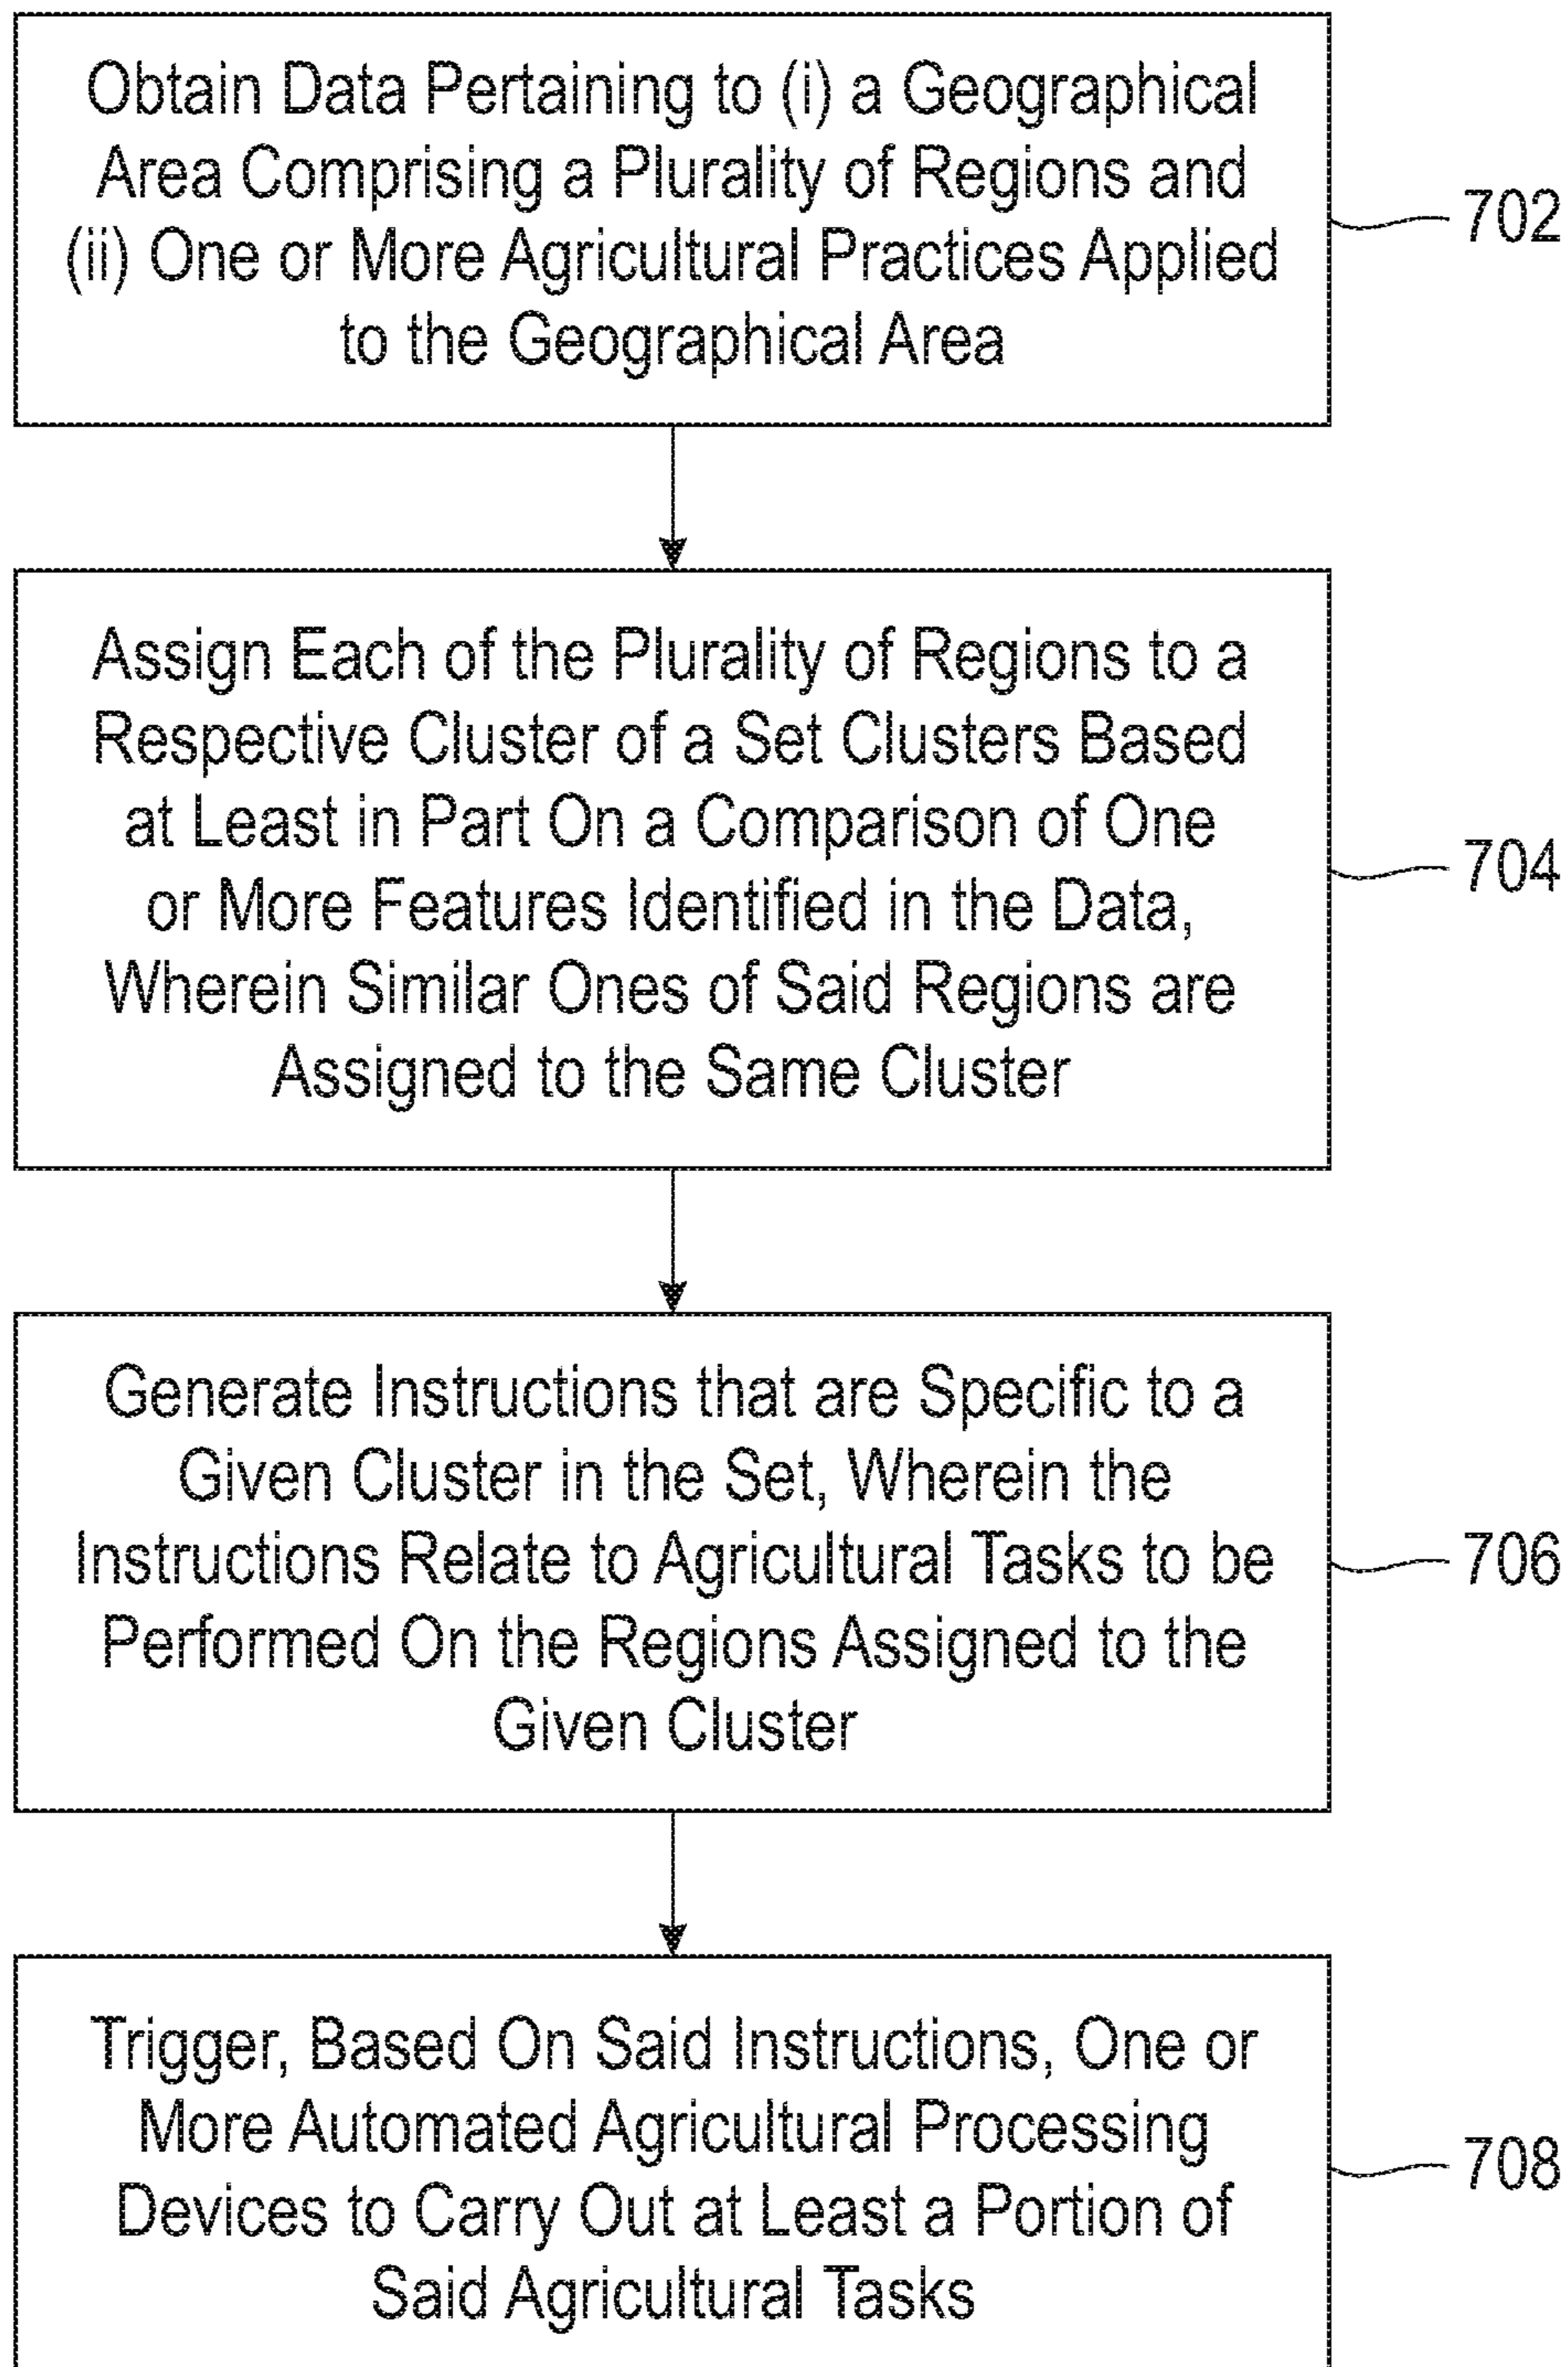 Obtain Data Pertaining to (i) a Geographical
Area Comprising a Plurality of Regions and
(ii) One or More Agricultural Practices Applied
to the Geographical Area
702
Assign Each of the Plurality of Regions to a
Respective Cluster of a Set Clusters Based
at Least in Part On a Comparison of One
or More Features Identified in the Data,
Wherein Similar Ones of Said Regions are
Assigned to the Same Cluster
704
Generate Instructions that are Specific to a
Given Cluster in the Set, Wherein the
Instructions Relate to Agricultural Tasks to be
Performed On the Regions Assigned to the
Given Cluster
706
Trigger, Based On Said Instructions, One or
More Automated Agricultural Processing
Devices to Carry Out at Least a Portion of
Said Agricultural Tasks
708